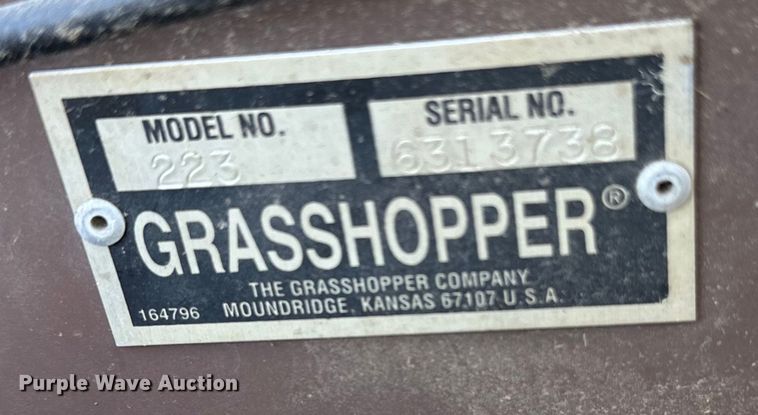 MODEL NO.
223
SERIAL NO.
6313738
GRASSHOPPER®
THE GRASSHOPPER COMPANY
MOUNDRIDGE, KANSAS 67107 U.S.A.
164796
Purple Wave Auction